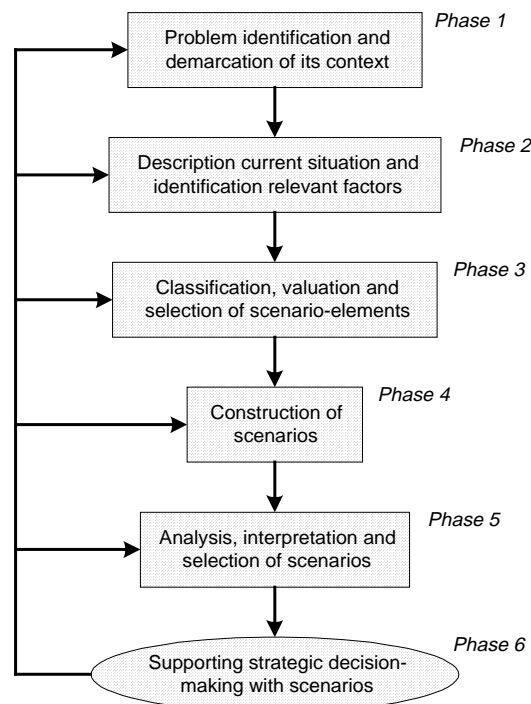 Phase 1
Problem identification and
demarcation of its context
Phase 2
Description current situation and
identification relevant factors
Phase 3
Classification, valuation and
selection of scenario-elements
Phase 4
Construction of
scenarios
Phase 5
Analysis, interpretation and
selection of scenarios
Phase 6
Supporting strategic decision-
making with scenarios